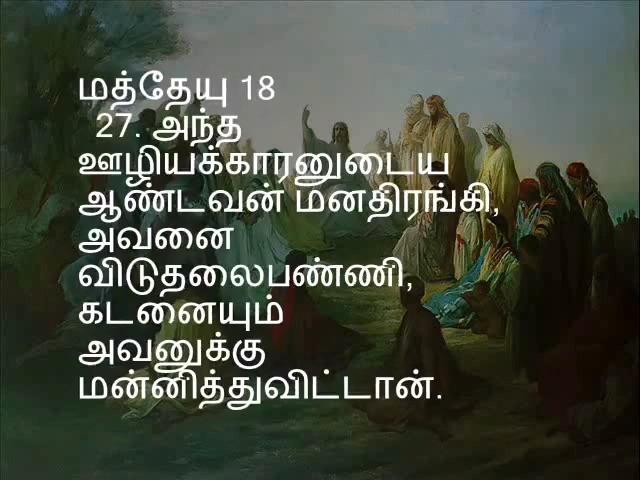 மத்தேயு 18
27. அந்த
ஊழியக்காரனுடைய
ஆண்டவன் மனதிரங்கி,
அவனை
விடுதலைபண்ணி,
கடனையும்
அவனுக்கு
மன்னித்துவிட்டான்.